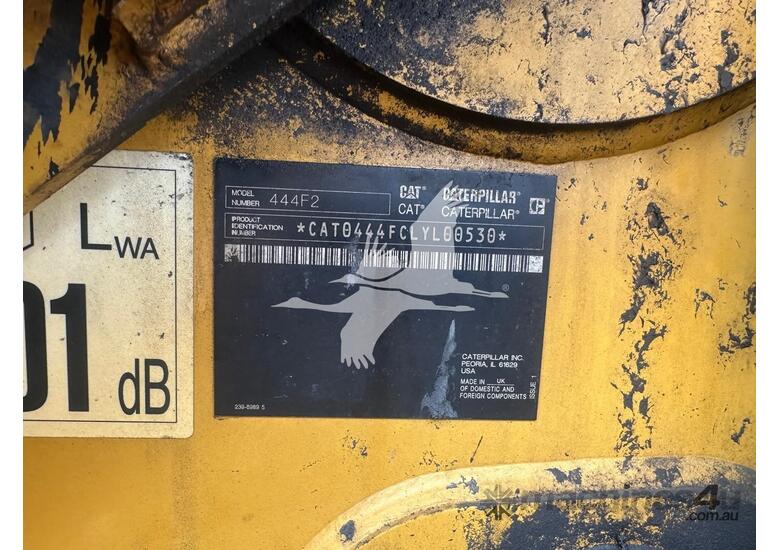 MODEL NUMBER 444F2
CAT® CATERPILLAR®
CAT® CATERPILLAR®
PRODUCT IDENTIFICATION NUMBER *CAT0444FCLYL00530*
®
CATERPILLAR INC.
PEORIA, IL 61629
USA
MADE IN UK
OF DOMESTIC AND
FOREIGN COMPONENTS
ISSUE 1
239-5989 5
LWA
01
dB
machines4u
.com.au